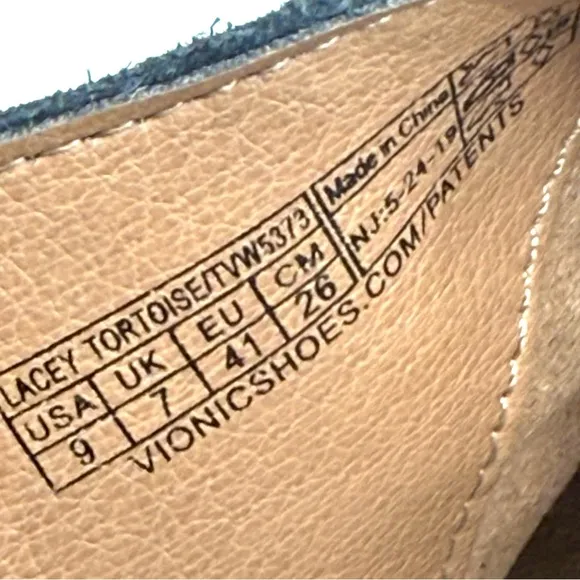 LACEY TORTOISE/TVW5373
USA UK EU CM
9 7 41 26
Made in China
NJ:5-24-19
VIONICSHOES.COM/PATENTS